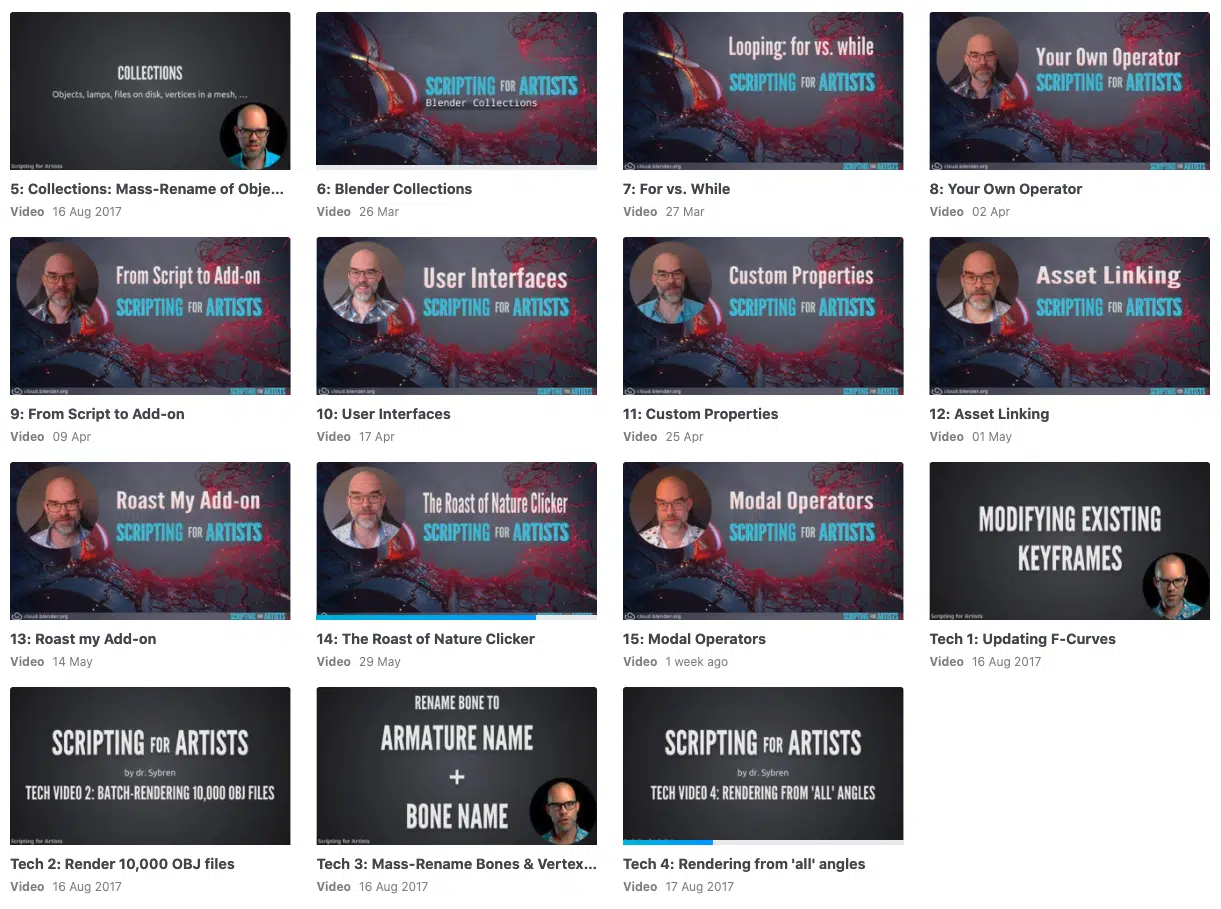 COLLECTIONS
Objects, lamps, files on disk, vertices in a mesh, ...
Scripting for Artists
5: Collections: Mass-Rename of Obje...
Video 16 Aug 2017
SCRIPTING FOR ARTISTS
Blender Collections
6: Blender Collections
Video 26 Mar
Looping: for vs. while
SCRIPTING FOR ARTISTS
cloud.blender.org
SCRIPTING FOR ARTISTS
7: For vs. While
Video 27 Mar
Your Own Operator
SCRIPTING FOR ARTISTS
cloud.blender.org
SCRIPTING FOR ARTISTS
8: Your Own Operator
Video 02 Apr
From Script to Add-on
SCRIPTING FOR ARTISTS
cloud.blender.org
SCRIPTING FOR ARTISTS
9: From Script to Add-on
Video 09 Apr
User Interfaces
SCRIPTING FOR ARTISTS
cloud.blender.org
SCRIPTING FOR ARTISTS
10: User Interfaces
Video 17 Apr
Custom Properties
SCRIPTING FOR ARTISTS
cloud.blender.org
SCRIPTING FOR ARTISTS
11: Custom Properties
Video 25 Apr
Asset Linking
SCRIPTING FOR ARTISTS
cloud.blender.org
SCRIPTING FOR ARTISTS
12: Asset Linking
Video 01 May
Roast My Add-on
SCRIPTING FOR ARTISTS
cloud.blender.org
SCRIPTING FOR ARTISTS
13: Roast my Add-on
Video 14 May
The Roast of Nature Clicker
SCRIPTING FOR ARTISTS
14: The Roast of Nature Clicker
Video 29 May
Modal Operators
SCRIPTING FOR ARTISTS
cloud.blender.org
SCRIPTING FOR ARTISTS
15: Modal Operators
Video 1 week ago
MODIFYING EXISTING
KEYFRAMES
Scripting for Artists
Tech 1: Updating F-Curves
Video 16 Aug 2017
SCRIPTING FOR ARTISTS
by dr. Sybren
TECH VIDEO 2: BATCH-RENDERING 10,000 OBJ FILES
Scripting for Artists
Tech 2: Render 10,000 OBJ files
Video 16 Aug 2017
RENAME BONE TO
ARMATURE NAME
+
BONE NAME
Scripting for Artists
Tech 3: Mass-Rename Bones & Vertex...
Video 16 Aug 2017
SCRIPTING FOR ARTISTS
by dr. Sybren
TECH VIDEO 4: RENDERING FROM 'ALL' ANGLES
Tech 4: Rendering from 'all' angles
Video 17 Aug 2017